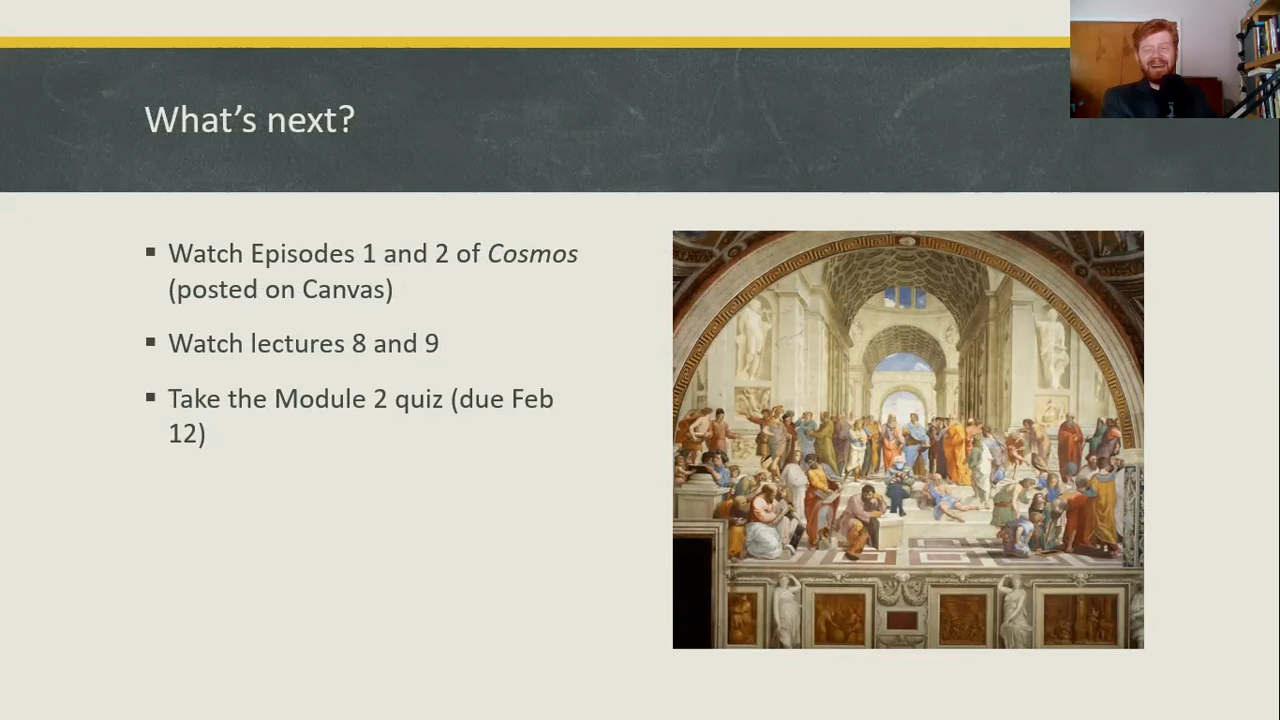 What’s next?
▪ Watch Episodes 1 and 2 of Cosmos
(posted on Canvas)
▪ Watch lectures 8 and 9
▪ Take the Module 2 quiz (due Feb
12)